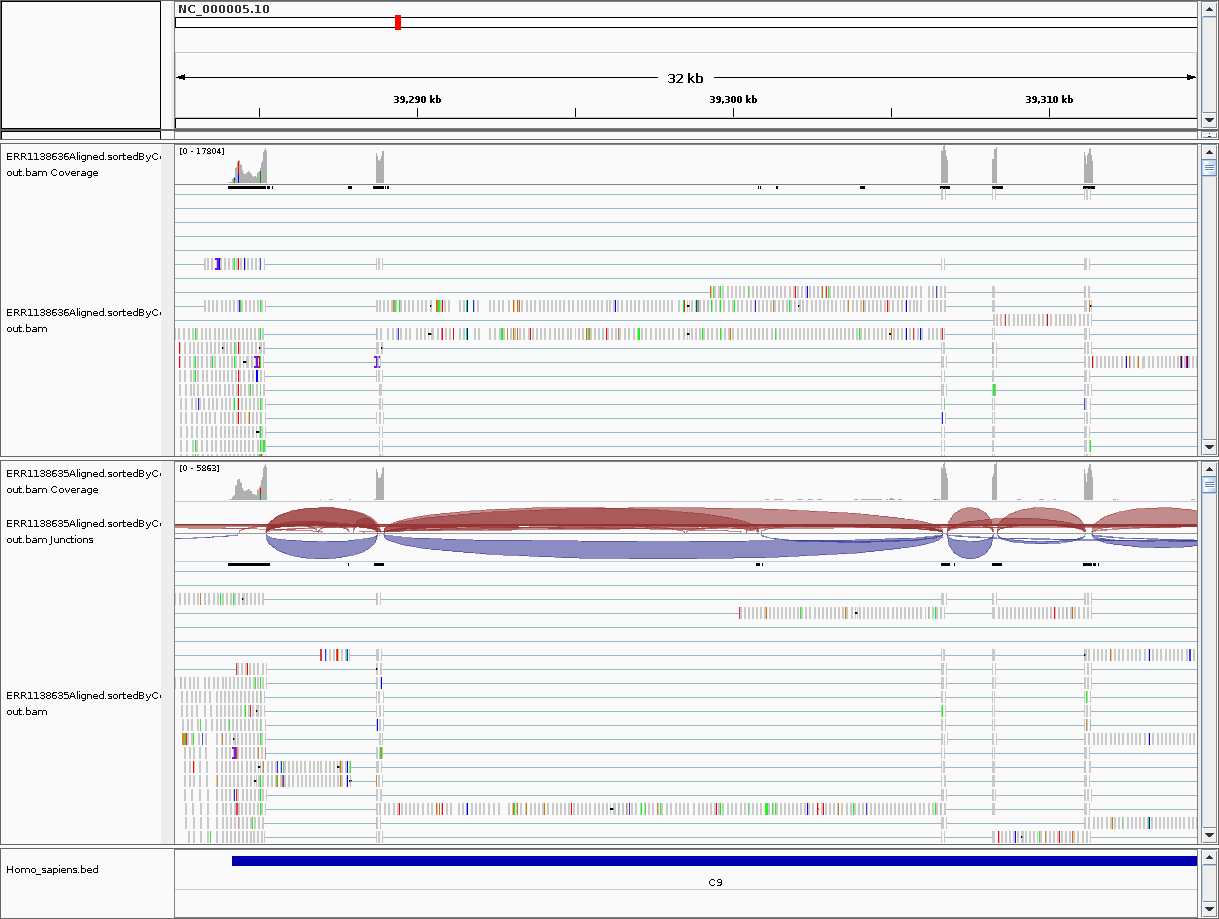 NC_000005.10
32 kb
39,290 kb
39,300 kb
39,310 kb
ERR1138636Aligned.sortedByCo
out.bam Coverage
[0 - 17804]
ERR1138636Aligned.sortedByCo
out.bam
ERR1138635Aligned.sortedByCo
out.bam Coverage
[0 - 5863]
ERR1138635Aligned.sortedByCo
out.bam Junctions
ERR1138635Aligned.sortedByCo
out.bam
Homo_sapiens.bed
C9